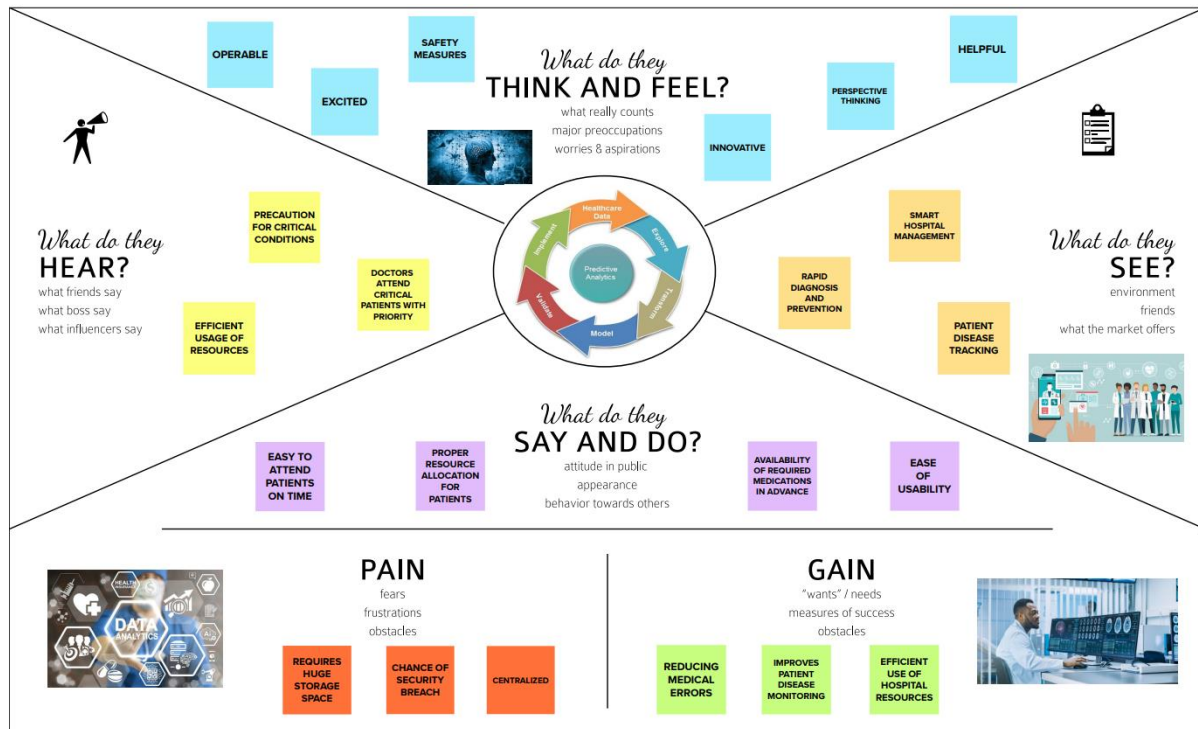 OPERABLE
SAFETY
MEASURES
EXCITED
What do they
THINK AND FEEL?
what really counts
major preoccupations
worries & aspirations
INNOVATIVE
PERSPECTIVE
THINKING
HELPFUL
What do they
HEAR?
what friends say
what boss say
what influencers say
PRECAUTION
FOR CRITICAL
CONDITIONS
DOCTORS
ATTEND
CRITICAL
PATIENTS WITH
PRIORITY
EFFICIENT
USAGE OF
RESOURCES
Healthcare
Data
Explore
Transform
Model
Validate
Implement
Predictive
Analytics
SMART
HOSPITAL
MANAGEMENT
RAPID
DIAGNOSIS
AND
PREVENTION
PATIENT
DISEASE
TRACKING
What do they
SEE?
environment
friends
what the market offers
What do they
SAY AND DO?
attitude in public
appearance
behavior towards others
EASY TO
ATTEND
PATIENTS
ON TIME
PROPER
RESOURCE
ALLOCATION
FOR
PATIENTS
AVAILABILITY
OF REQUIRED
MEDICATIONS
IN ADVANCE
EASE
OF
USABILITY
HEALTH
INSURANCE
DATA
ANALYTICS
PAIN
fears
frustrations
obstacles
REQUIRES
HUGE
STORAGE
SPACE
CHANCE OF
SECURITY
BREACH
CENTRALIZED
GAIN
"wants" / needs
measures of success
obstacles
REDUCING
MEDICAL
ERRORS
IMPROVES
PATIENT
DISEASE
MONITORING
EFFICIENT
USE OF
HOSPITAL
RESOURCES